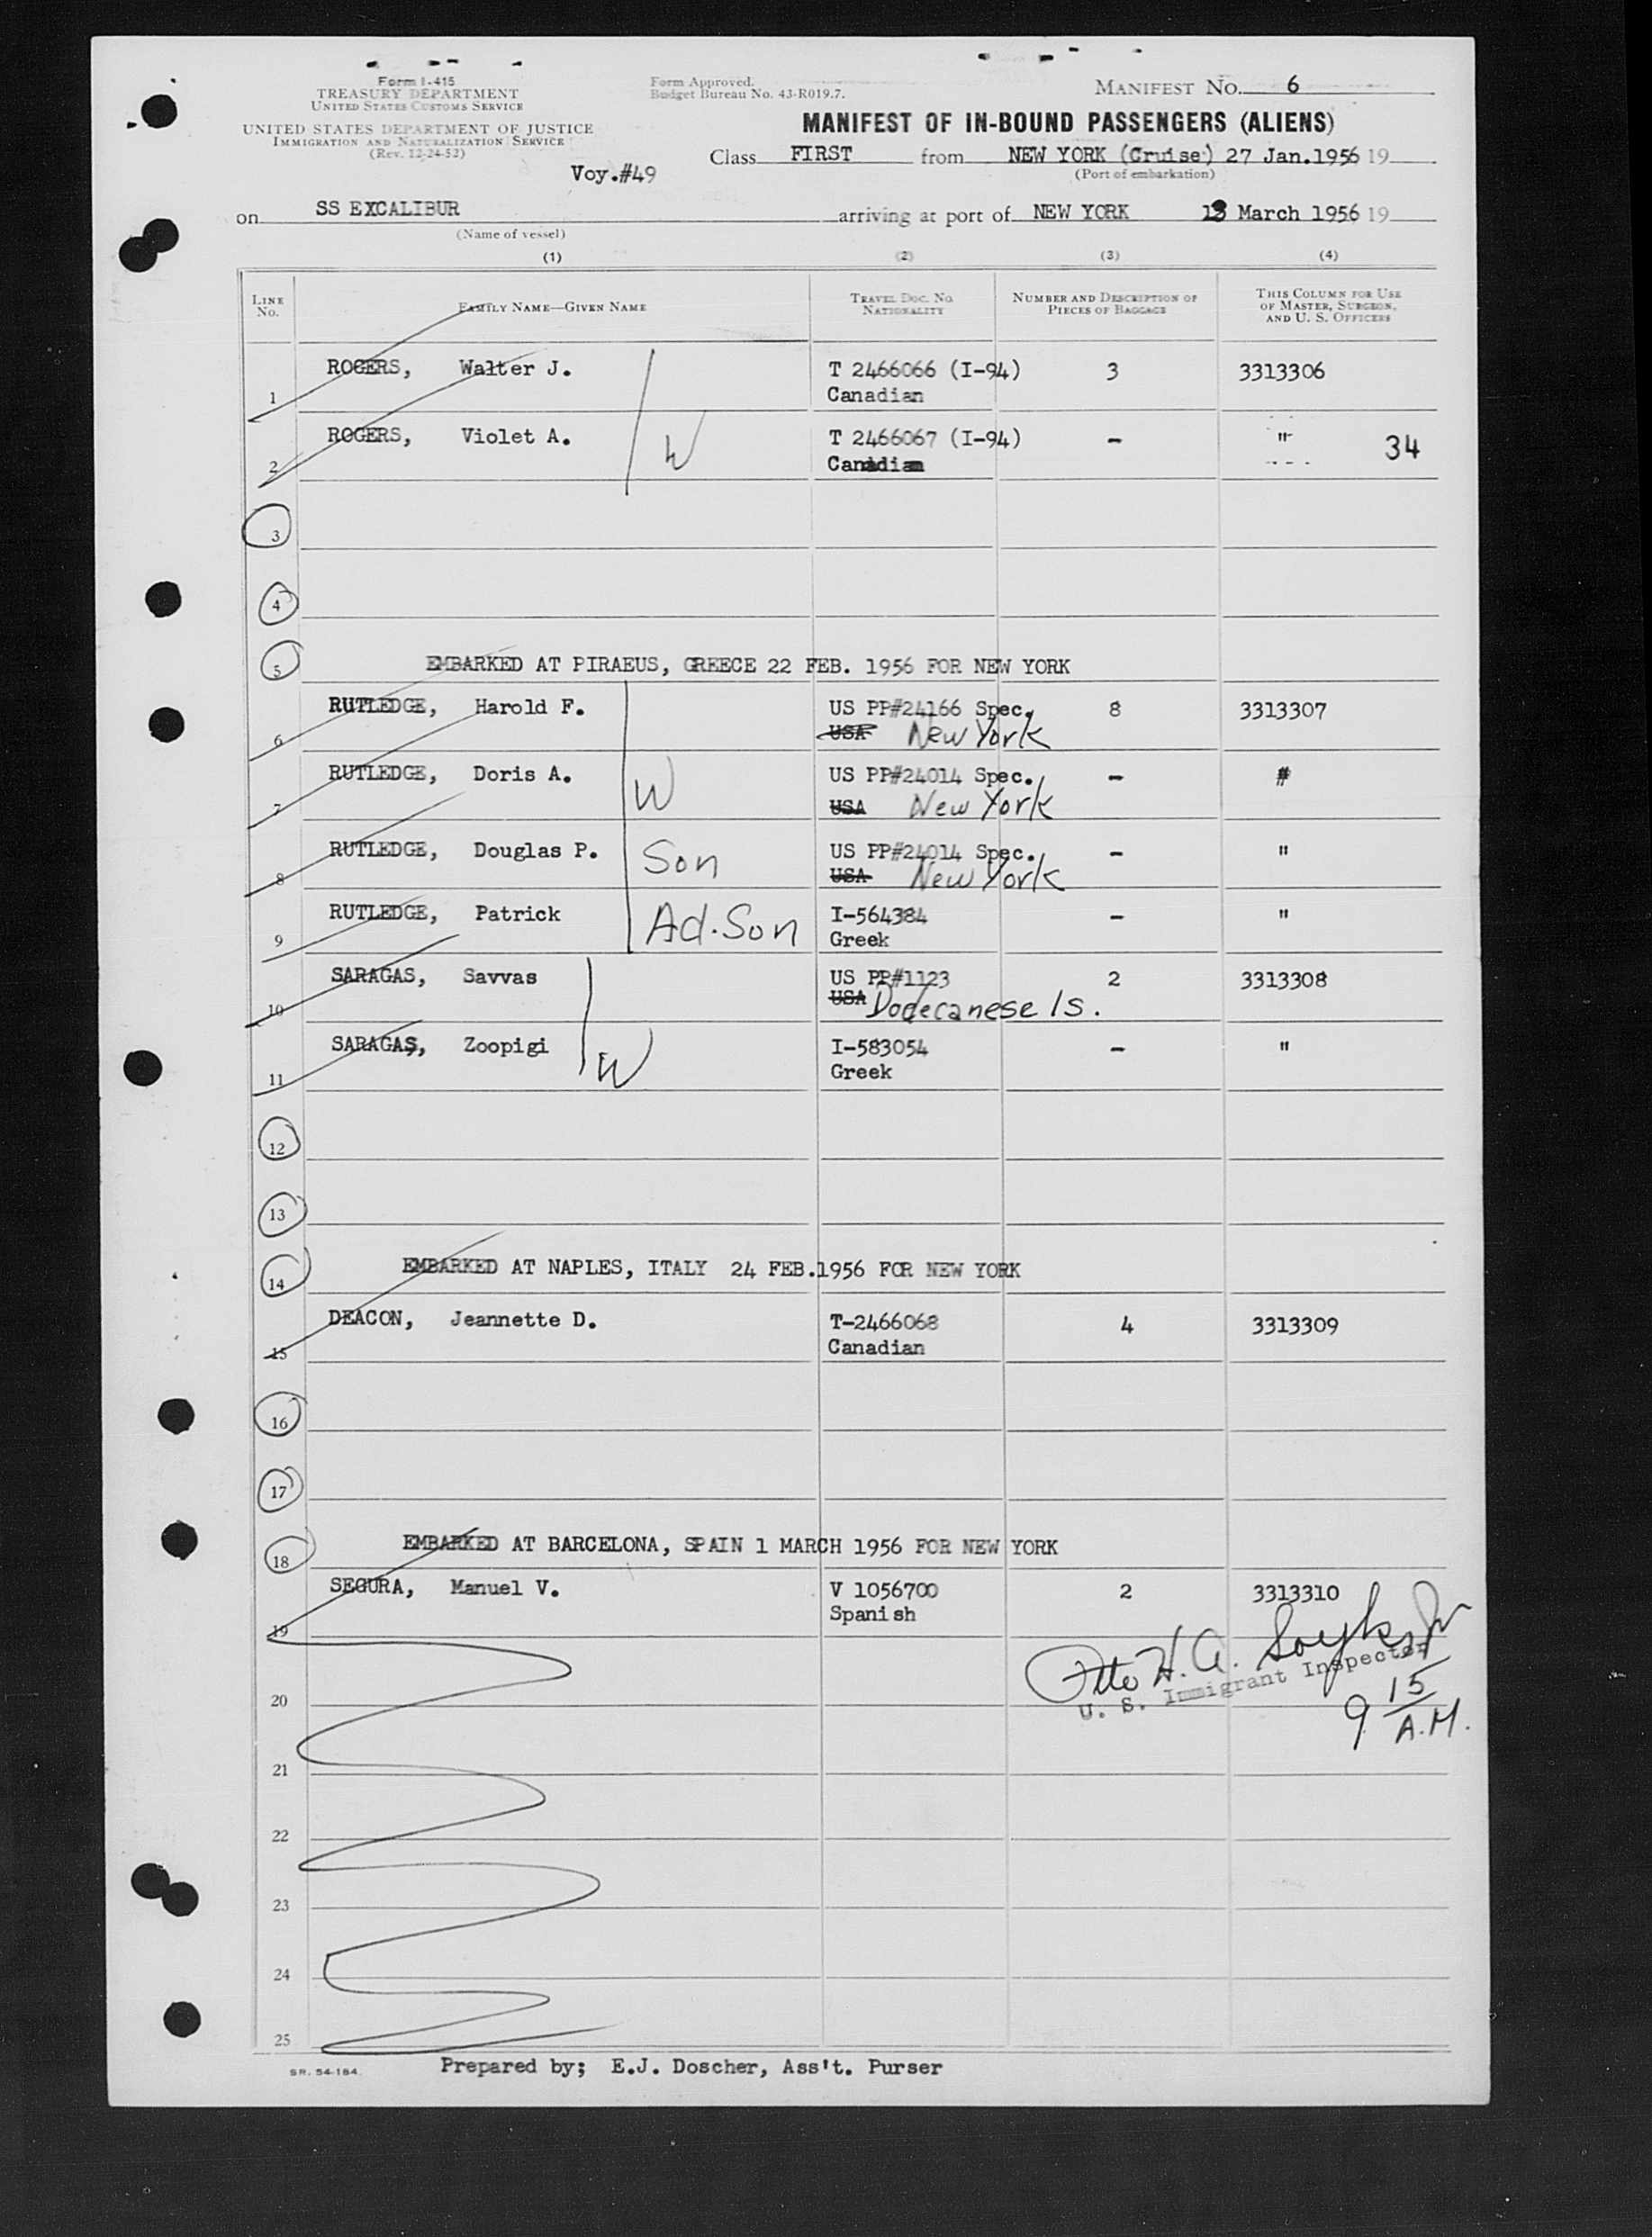 Form I-415
TREASURY DEPARTMENT
UNITED STATES CUSTOMS SERVICE
UNITED STATES DEPARTMENT OF JUSTICE
IMMIGRATION AND NATURALIZATION SERVICE
(Rev. 12-24-52)
Form Approved.
Budget Bureau No. 43-R019.7.
MANIFEST No. 6
MANIFEST OF IN-BOUND PASSENGERS (ALIENS)
Voy.#49
Class FIRST from NEW YORK (Cruise) 27 Jan.1956 19
(Port of embarkation)
on SS EXCALIBUR arriving at port of NEW YORK 13 March 1956 19
(Name of vessel)
(1) (2) (3) (4)
LINE No. FAMILY NAME—GIVEN NAME TRAVEL DOC. NO. NATIONALITY NUMBER AND DESCRIPTION OF PIECES OF BAGGAGE THIS COLUMN FOR USE OF MASTER, SURGEON, AND U. S. OFFICERS
1 ROGERS, Walter J. T 2466066 (I-94) 3 3313306
Canadian
2 ROGERS, Violet A. W T 2466067 (I-94) - " 34
Canadian
3
4
5 EMBARKED AT PIRAEUS, GREECE 22 FEB. 1956 FOR NEW YORK
6 RUTLEDGE, Harold F. US PP#24166 Spec. 8 3313307
USA New York
7 RUTLEDGE, Doris A. W US PP#24014 Spec. - #
USA New York
8 RUTLEDGE, Douglas P. Son US PP#24014 Spec. - "
USA New York
9 RUTLEDGE, Patrick Ad.Son I-564384 - "
Greek
10 SARAGAS, Savvas US PP#1123 2 3313308
USA Dodecanese Is.
11 SARAGAS, Zoopigi W I-583054 - "
Greek
12
13
14 EMBARKED AT NAPLES, ITALY 24 FEB.1956 FOR NEW YORK
15 DEACON, Jeannette D. T-2466068 4 3313309
Canadian
16
17
18 EMBARKED AT BARCELONA, SPAIN 1 MARCH 1956 FOR NEW YORK
19 SEGURA, Manuel V. V 1056700 2 3313310
Spanish
Otto H. A.
U. S. Immigrant Inspector
9 15 A.M.
20
21
22
23
24
25
SR. 54-184 Prepared by; E.J. Doscher, Ass't. Purser